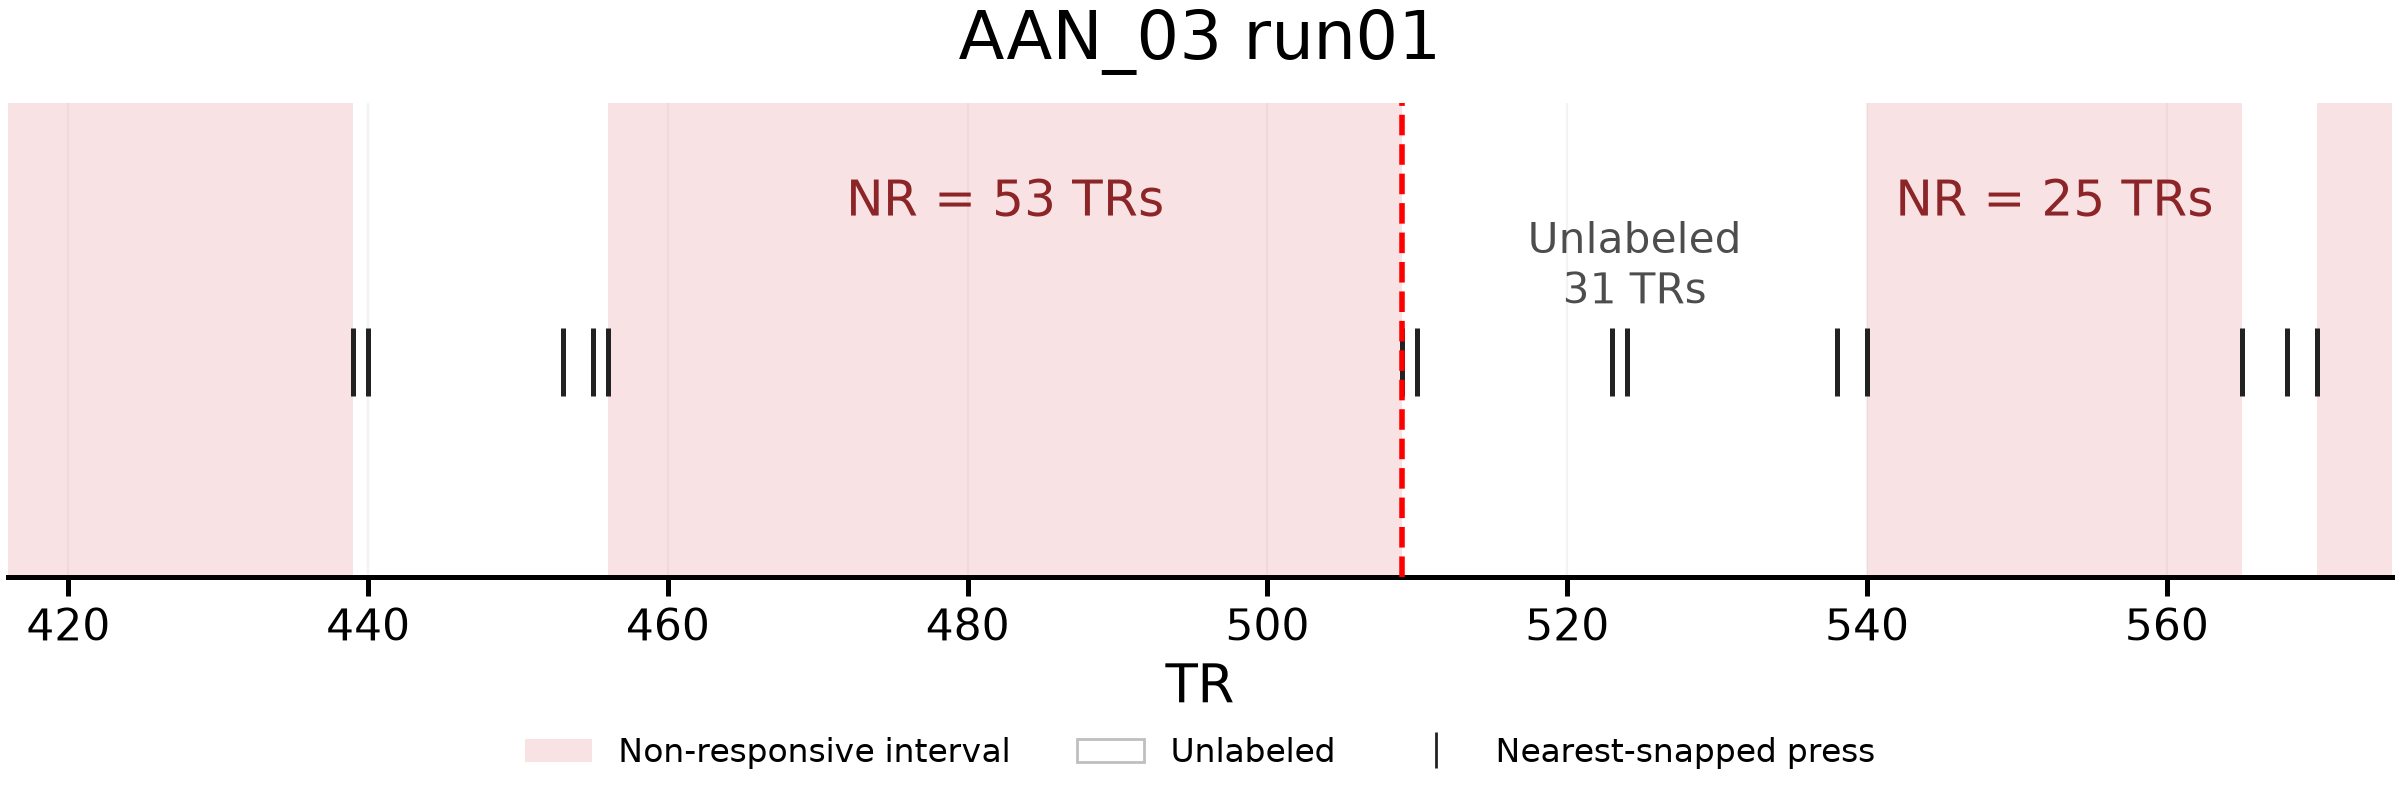 AAN_03 run01
NR = 53 TRs
NR = 25 TRs
Unlabeled
31 TRs
420 440 460 480 500 520 540 560
TR
Non-responsive interval Unlabeled Nearest-snapped press